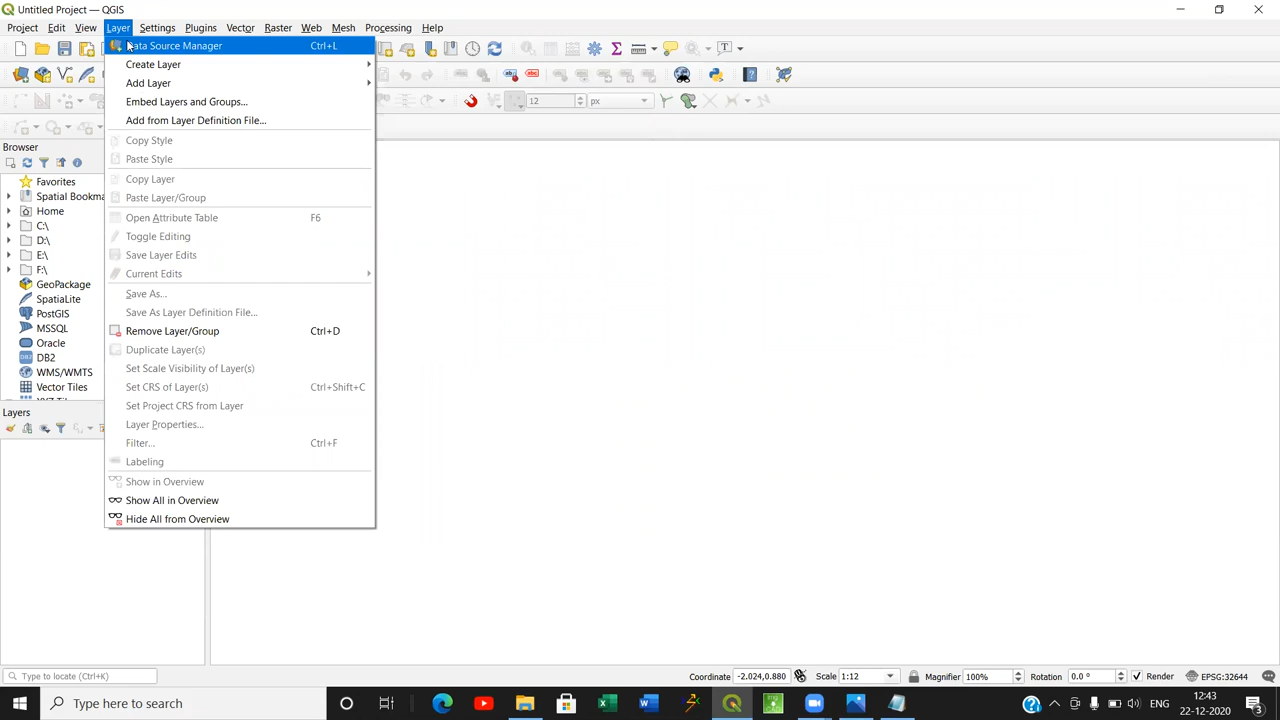 Untitled Project — QGIS
Project Edit View Layer Settings Plugins Vector Raster Web Mesh Processing Help
Data Source Manager Ctrl+L
Create Layer
Add Layer
Embed Layers and Groups...
Add from Layer Definition File...
Copy Style
Paste Style
Copy Layer
Paste Layer/Group
Open Attribute Table F6
Toggle Editing
Save Layer Edits
Current Edits
Save As...
Save As Layer Definition File...
Remove Layer/Group Ctrl+D
Duplicate Layer(s)
Set Scale Visibility of Layer(s)
Set CRS of Layer(s) Ctrl+Shift+C
Set Project CRS from Layer
Layer Properties...
Filter... Ctrl+F
Labeling
Show in Overview
Show All in Overview
Hide All from Overview
12 px
Browser
Favorites
Spatial Bookma
Home
C:\
D:\
E:\
F:\
GeoPackage
SpatiaLite
PostGIS
MSSQL
Oracle
DB2
WMS/WMTS
Vector Tiles
Layers
Type to locate (Ctrl+K)
Coordinate -2.024,0.880 Scale 1:12 Magnifier 100% Rotation 0.0 ° Render EPSG:32644
Type here to search
ENG
12:43
22-12-2020
3